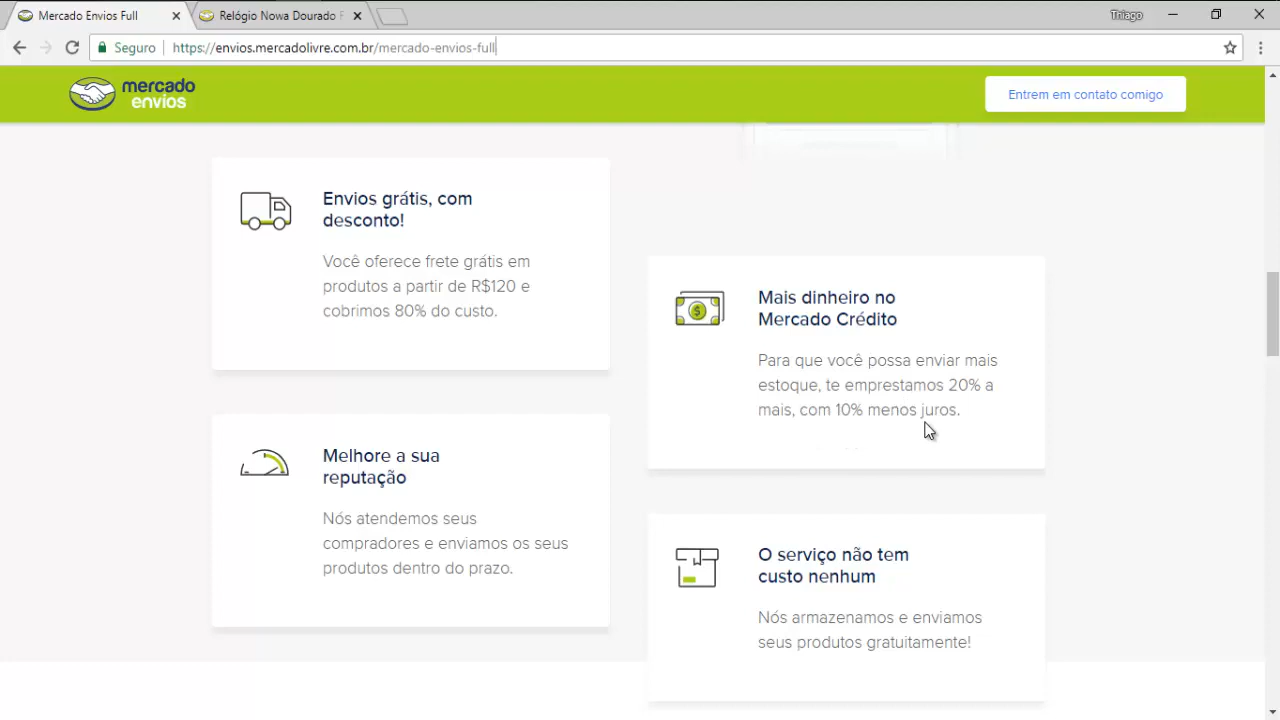 Mercado Envios Full
Relógio Nowa Dourado F
Thiago
Seguro
https://envios.mercadolivre.com.br/mercado-envios-full
mercado
envios
Entrem em contato comigo
Envios grátis, com
desconto!
Você oferece frete grátis em
produtos a partir de R$120 e
cobrimos 80% do custo.
Mais dinheiro no
Mercado Crédito
Para que você possa enviar mais
estoque, te emprestamos 20% a
mais, com 10% menos juros.
Melhore a sua
reputação
Nós atendemos seus
compradores e enviamos os seus
produtos dentro do prazo.
O serviço não tem
custo nenhum
Nós armazenamos e enviamos
seus produtos gratuitamente!